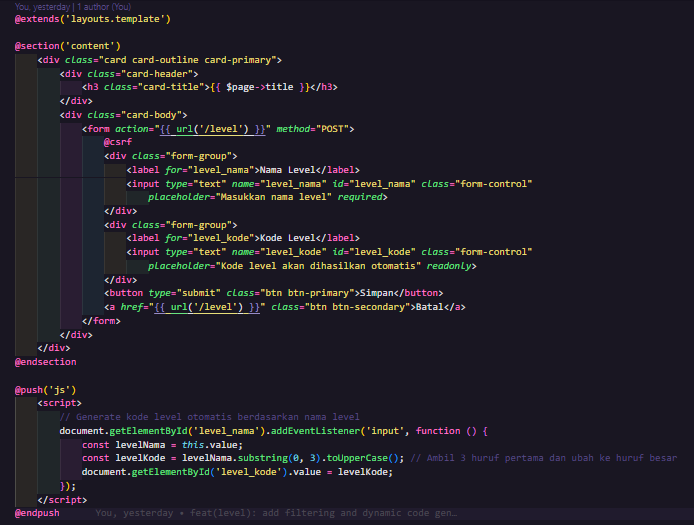 You, yesterday | 1 author (You)
@extends('layouts.template')
@section('content')
<div class="card card-outline card-primary">
<div class="card-header">
<h3 class="card-title">{{ $page->title }}</h3>
</div>
<div class="card-body">
<form action="{{ url('/level') }}" method="POST">
@csrf
<div class="form-group">
<label for="level_nama">Nama Level</label>
<input type="text" name="level_nama" id="level_nama" class="form-control"
placeholder="Masukkan nama level" required>
</div>
<div class="form-group">
<label for="level_kode">Kode Level</label>
<input type="text" name="level_kode" id="level_kode" class="form-control"
placeholder="Kode level akan dihasilkan otomatis" readonly>
</div>
<button type="submit" class="btn btn-primary">Simpan</button>
<a href="{{ url('/level') }}" class="btn btn-secondary">Batal</a>
</form>
</div>
</div>
@endsection
@push('js')
<script>
// Generate kode level otomatis berdasarkan nama level
document.getElementById('level_nama').addEventListener('input', function () {
const levelNama = this.value;
const levelKode = levelNama.substring(0, 3).toUpperCase(); // Ambil 3 huruf pertama dan ubah ke huruf besar
document.getElementById('level_kode').value = levelKode;
});
</script>
@endpush You, yesterday • feat(level): add filtering and dynamic code gen…